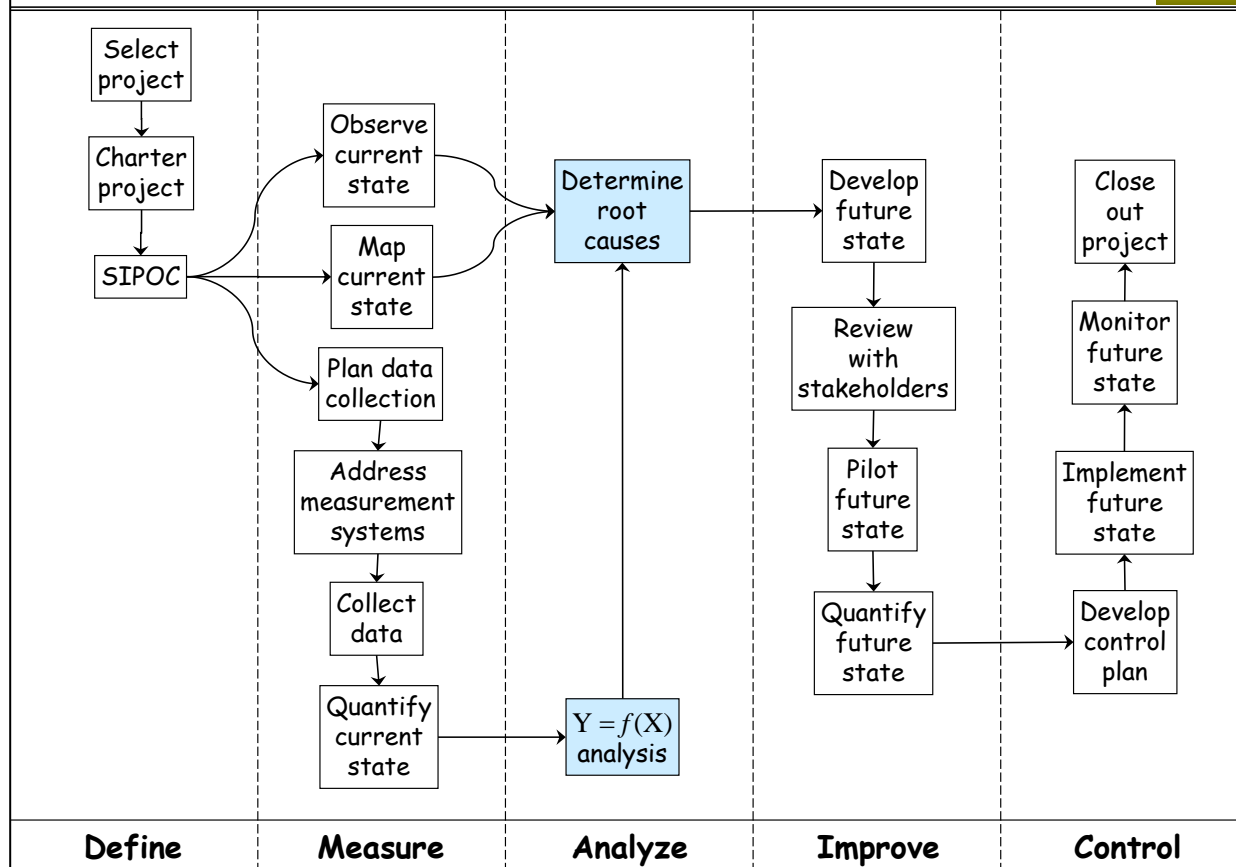 Select
project
Charter
project
SIPOC
Observe
current
state
Map
current
state
Plan data
collection
Address
measurement
systems
Collect
data
Quantify
current
state
Determine
root
causes
Y = f(X)
analysis
Develop
future
state
Review
with
stakeholders
Pilot
future
state
Quantify
future
state
Close
out
project
Monitor
future
state
Implement
future
state
Develop
control
plan
Define
Measure
Analyze
Improve
Control